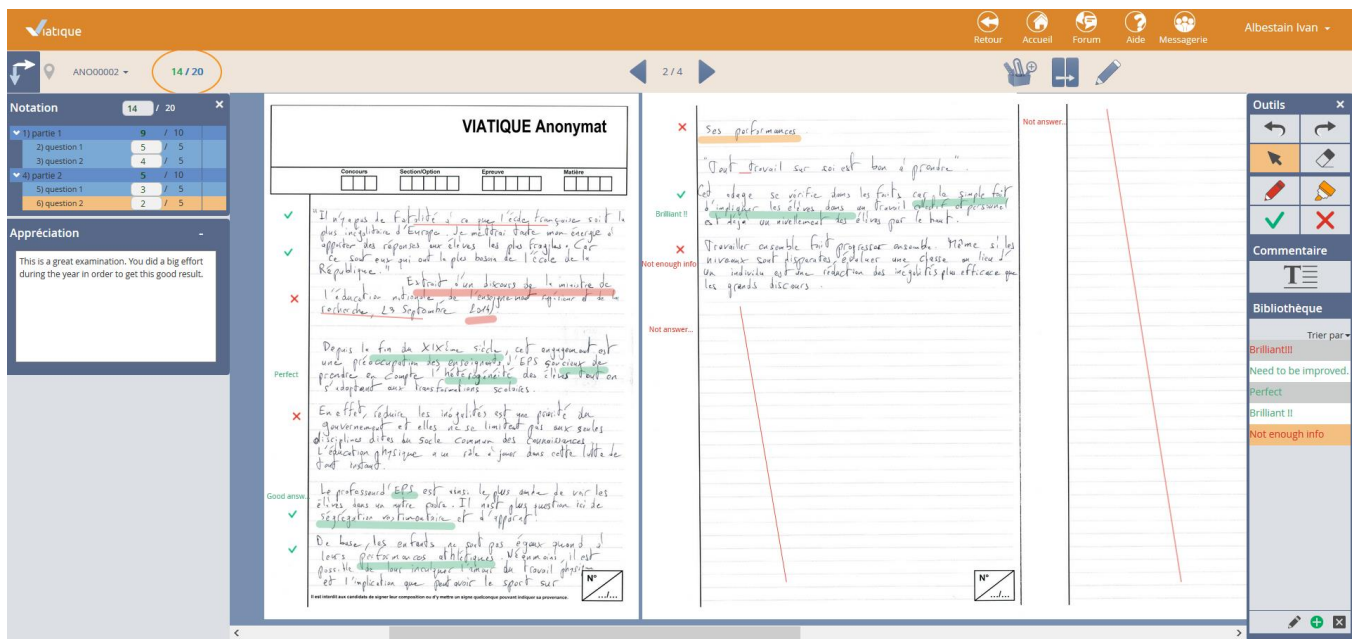 Viatique
Retour
Accueil
Forum
Aide
Messagerie
Albestain Ivan
ANO00002
14 / 20
2 / 4
Notation
14 / 20
1) partie 1 9 / 10
2) question 1 5 / 5
3) question 2 4 / 5
4) partie 2 5 / 10
5) question 1 3 / 5
6) question 2 2 / 5
Appréciation
This is a great examination. You did a big effort
during the year in order to get this good result.
VIATIQUE Anonymat
Concours
Section/Option
Epreuve
Matière
"Il n'y a pas de fatalité à ce que l'école française soit la
plus inégalitaire d'Europe. Je mettrai toute mon énergie à
apporter des réponses aux élèves les plus fragiles. Car
ce sont eux qui ont le plus besoin de l'école de la
République."
Extrait d'un discours de la ministre de
l'éducation nationale de l'enseignement supérieur et de la
recherche, 23 Septembre 2014.
Depuis la fin du XIXème siècle, cet engagement est
une préoccupation des enseignants d'EPS soucieux de
prendre en compte l'hétérogénéité des élèves tout en
s'adaptant aux transformations scolaires.
Perfect
En effet, réduire les inégalités est une priorité du
gouvernement et elles ne se limitent pas aux seules
disciplines dites du socle commun des connaissances.
L'éducation physique a un rôle à jouer dans cette lutte de
tout instant.
Good answ...
Le professeur d'EPS est ainsi le plus de voir les
élèves dans un autre cadre. Il n'est plus question ici de
ségrégation vestimentaire et d'apparat.
De base, les enfants ne sont pas égaux quand à
leurs performances athlétiques. Néanmoins, il est
possible de leur inculquer l'amour du travail physique
et l'implication que peut avoir le sport sur
N°
.../...
Il est interdit aux candidats de signer leur composition ou d'y mettre un signe quelconque pouvant indiquer sa provenance.
Ses performances.
"Tout travail sur soi est bon à prendre".
Cet adage se vérifie dans les faits car le simple fait
d'impliquer les élèves dans un travail et personnel
est déjà un nivellement des élèves par le haut.
Brilliant !!
Travailler ensemble fait progresser ensemble. Même si les
niveaux sont disparates, évaluer une classe au lieu d'
un individu est une réduction des inégalités plus efficace que
les grands discours.
Not enough info
Not answer...
N°
.../...
Not answer...
Outils
Commentaire
T
Bibliothèque
Trier par
Brilliant!!!
Need to be improved.
Perfect
Brilliant !!
Not enough info